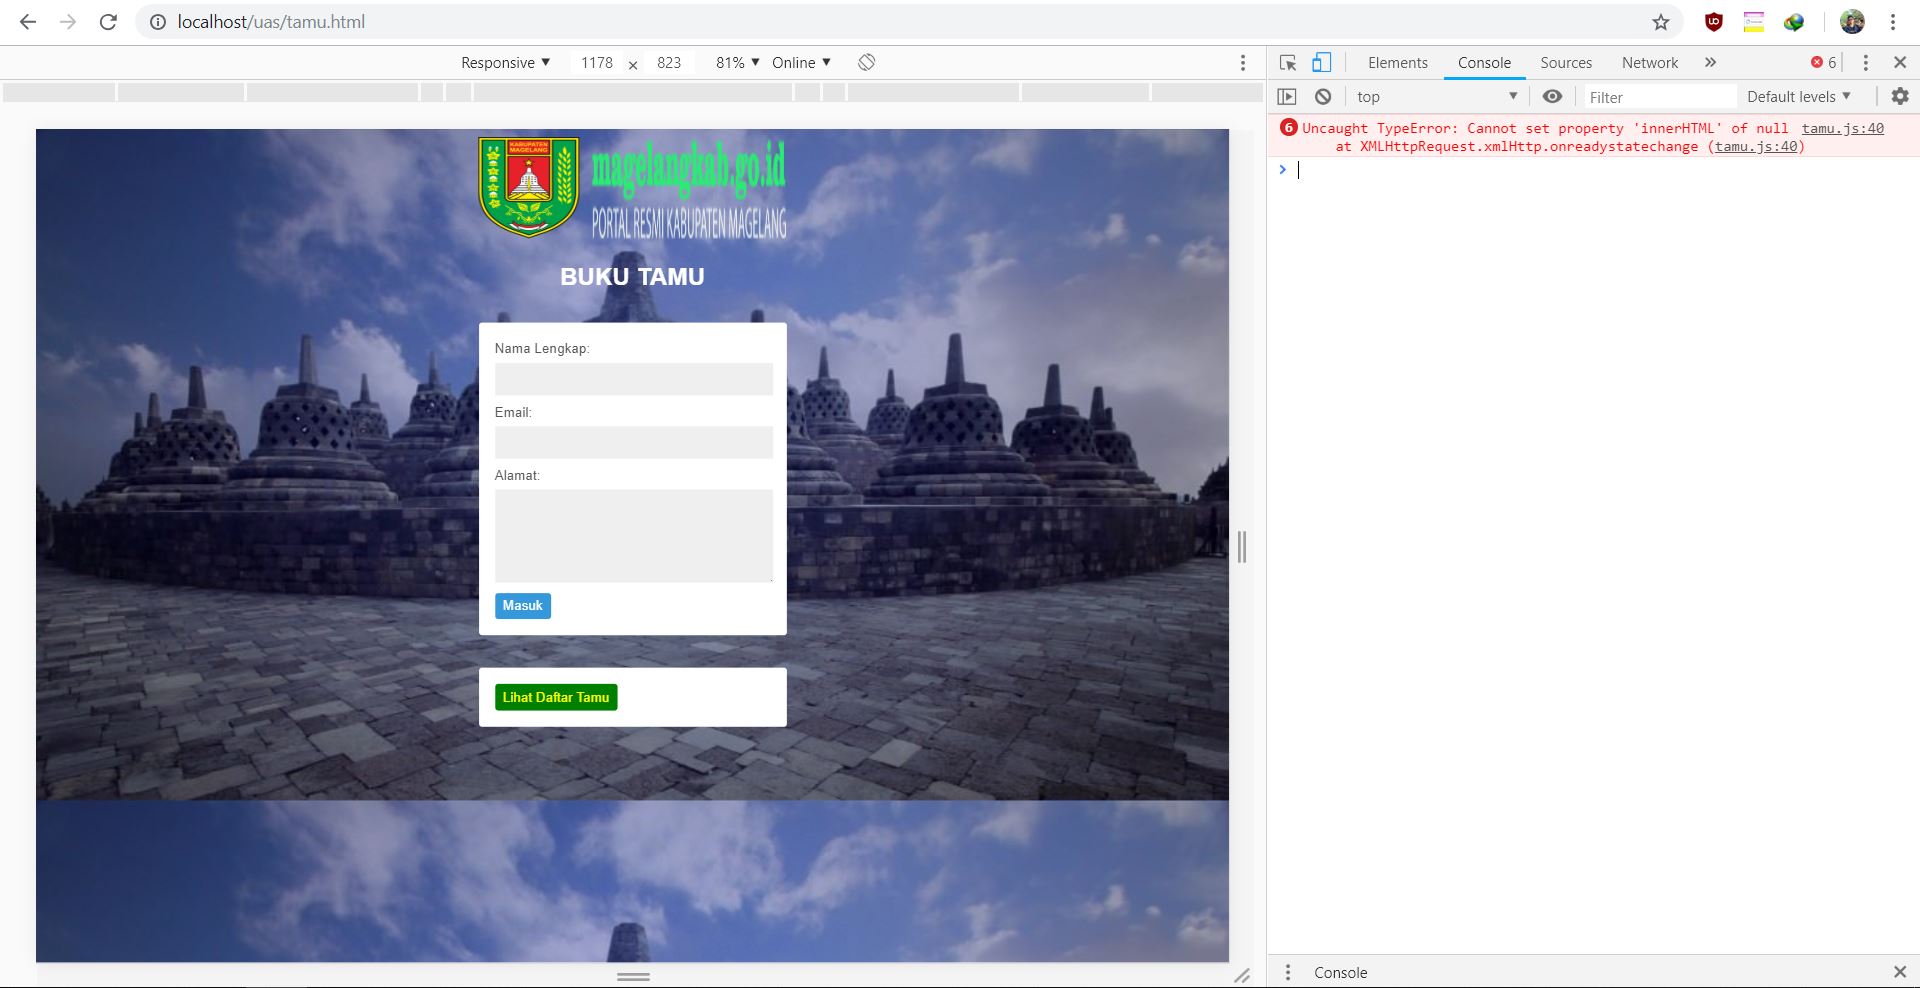 localhost/uas/tamu.html
Responsive ▼ 1178 × 823 81% ▼ Online ▼
Elements Console Sources Network » 6
top ▼ Filter Default levels ▼
6 Uncaught TypeError: Cannot set property 'innerHTML' of null tamu.js:40
at XMLHttpRequest.xmlHttp.onreadystatechange (tamu.js:40)
>
KABUPATEN
MAGELANG
magelangkab.go.id
PORTAL RESMI KABUPATEN MAGELANG
BUKU TAMU
Nama Lengkap:
Email:
Alamat:
Masuk
Lihat Daftar Tamu
Console